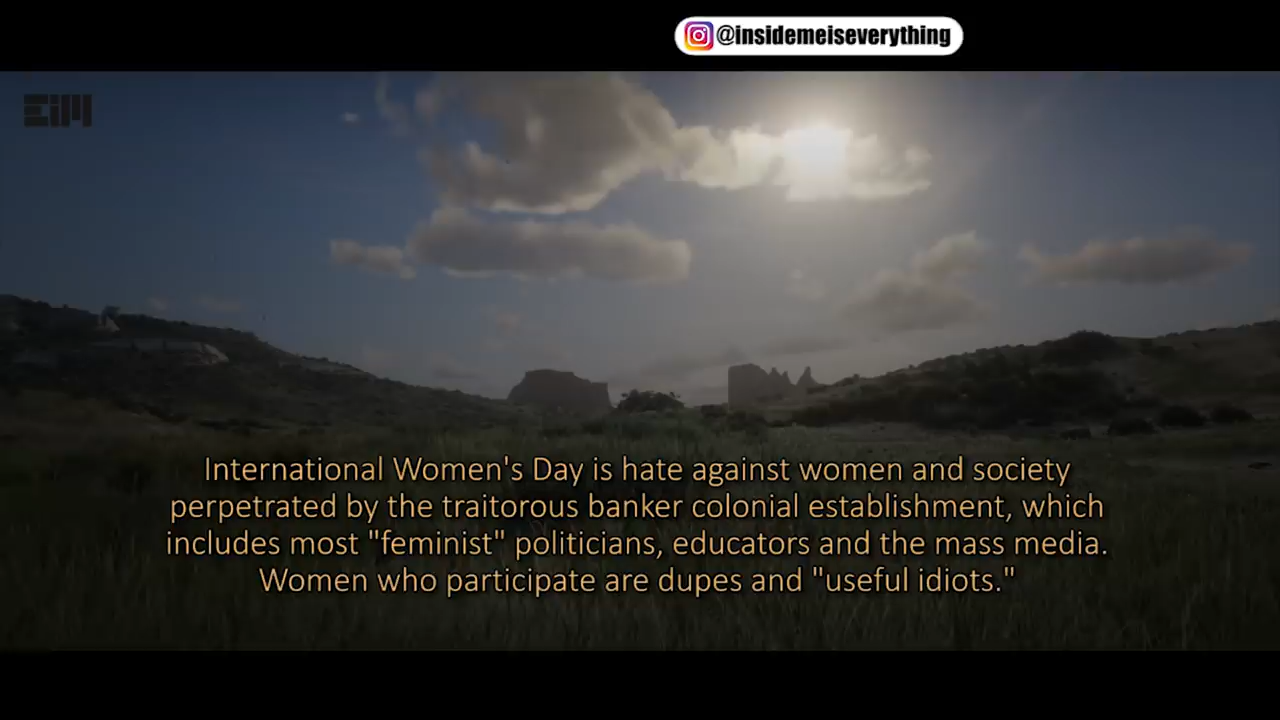 @insidemeiseverything
EiM
International Women's Day is hate against women and society
perpetrated by the traitorous banker colonial establishment, which
includes most "feminist" politicians, educators and the mass media.
Women who participate are dupes and "useful idiots."